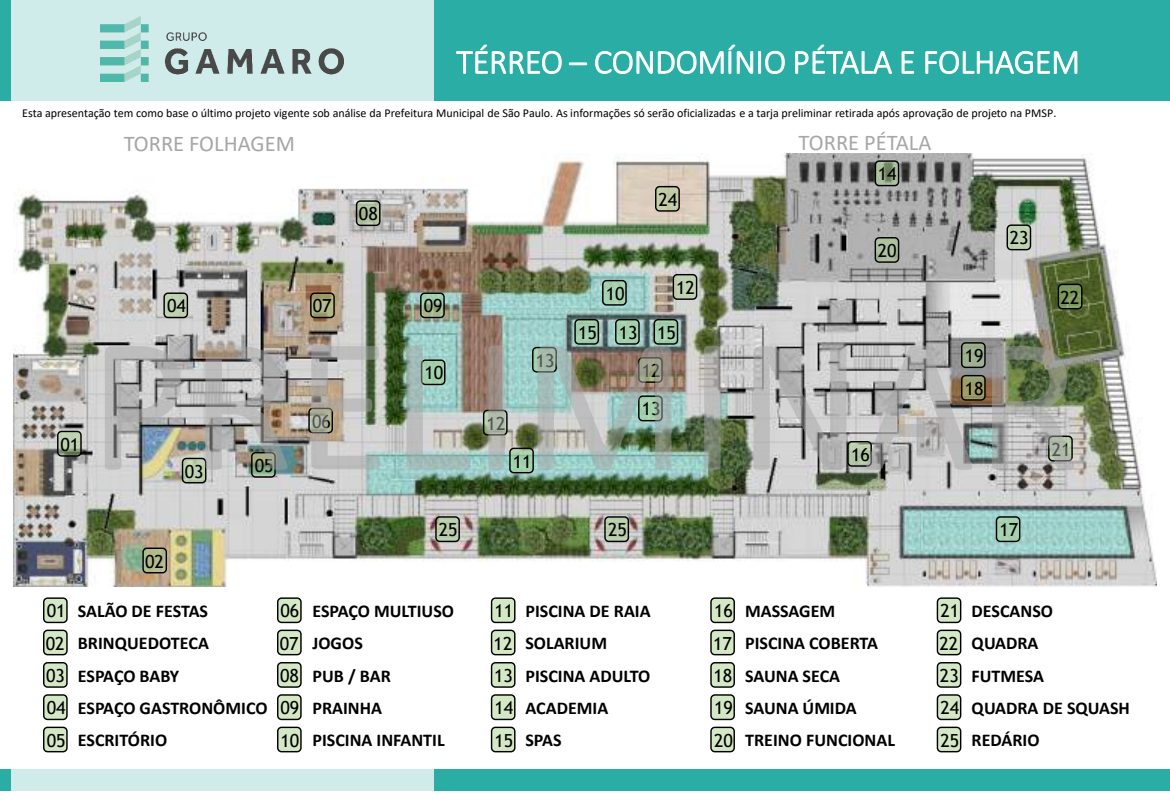 GRUPO
GAMARO
TÉRREO – CONDOMÍNIO PÉTALA E FOLHAGEM
Esta apresentação tem como base o último projeto vigente sob análise da Prefeitura Municipal de São Paulo. As informações só serão oficializadas e a tarja preliminar retirada após aprovação de projeto na PMSP.
TORRE FOLHAGEM
TORRE PÉTALA
14
24
08
23
20
04
07
09
10
12
22
15
13
15
13
10
12
19
18
13
06
12
01
03
05
11
16
21
25
25
17
02
PRELIMINAR
01 SALÃO DE FESTAS
02 BRINQUEDOTECA
03 ESPAÇO BABY
04 ESPAÇO GASTRONÔMICO
05 ESCRITÓRIO
06 ESPAÇO MULTIUSO
07 JOGOS
08 PUB / BAR
09 PRAINHA
10 PISCINA INFANTIL
11 PISCINA DE RAIA
12 SOLARIUM
13 PISCINA ADULTO
14 ACADEMIA
15 SPAS
16 MASSAGEM
17 PISCINA COBERTA
18 SAUNA SECA
19 SAUNA ÚMIDA
20 TREINO FUNCIONAL
21 DESCANSO
22 QUADRA
23 FUTMESA
24 QUADRA DE SQUASH
25 REDÁRIO